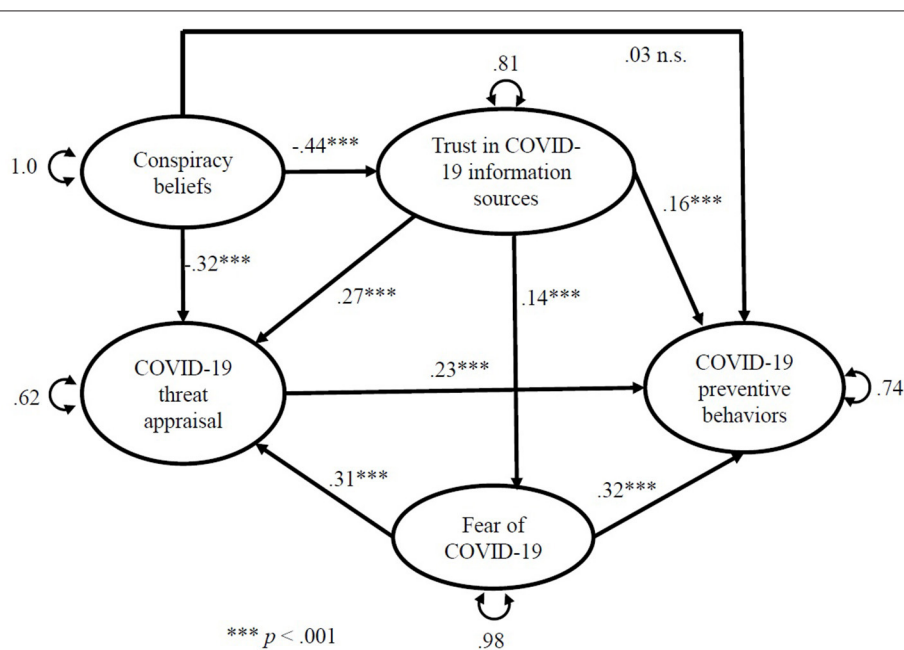 .03 n.s.
.81
1.0
Conspiracy
beliefs
-.44***
Trust in COVID-
19 information
sources
.16***
-.32***
.27***
.14***
.62
COVID-19
threat
appraisal
.23***
COVID-19
preventive
behaviors
.74
.31***
.32***
Fear of
COVID-19
*** p < .001
.98